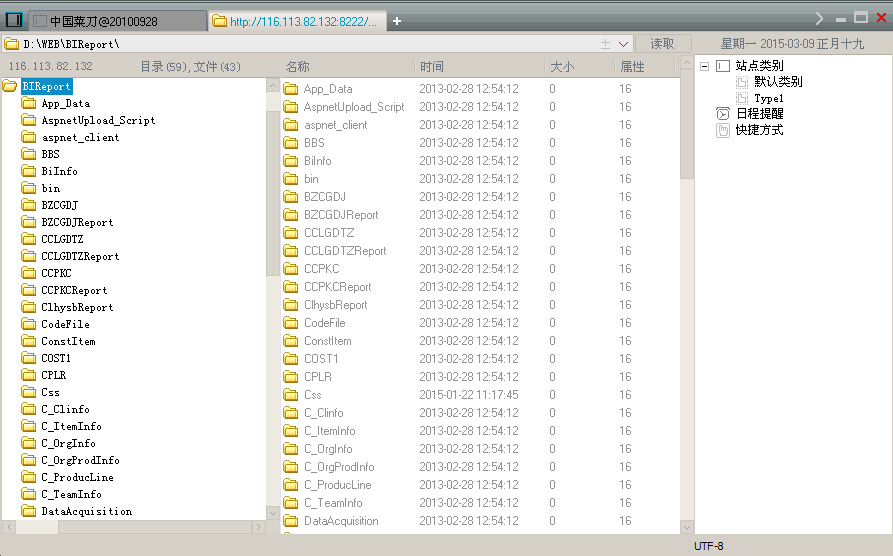 中国菜刀@20100928
http://116.113.82.132:8222/...
+
D:\WEB\BIReport\
读取
星期一 2015-03-09 正月十九
116.113.82.132 目录(59),文件(43)
名称 时间 大小 属性
BIReport
App_Data
AspnetUpload_Script
aspnet_client
BBS
BiInfo
bin
BZCGDJ
BZCGDJReport
CCLGDTZ
CCLGDTZReport
CCPKC
CCPKCReport
ClhysbReport
CodeFile
ConstItem
COST1
CPLR
Css
C_Clinfo
C_ItemInfo
C_OrgInfo
C_OrgProdInfo
C_ProducLine
C_TeamInfo
DataAcquisition
App_Data 2013-02-28 12:54:12 0 16
AspnetUpload_Script 2013-02-28 12:54:12 0 16
aspnet_client 2013-02-28 12:54:12 0 16
BBS 2013-02-28 12:54:12 0 16
BiInfo 2013-02-28 12:54:12 0 16
bin 2013-02-28 12:54:12 0 16
BZCGDJ 2013-02-28 12:54:12 0 16
BZCGDJReport 2013-02-28 12:54:12 0 16
CCLGDTZ 2013-02-28 12:54:12 0 16
CCLGDTZReport 2013-02-28 12:54:12 0 16
CCPKC 2013-02-28 12:54:12 0 16
CCPKCReport 2013-02-28 12:54:12 0 16
ClhysbReport 2013-02-28 12:54:12 0 16
CodeFile 2013-02-28 12:54:12 0 16
ConstItem 2013-02-28 12:54:12 0 16
COST1 2013-02-28 12:54:12 0 16
CPLR 2013-02-28 12:54:12 0 16
Css 2015-01-22 11:17:45 0 16
C_Clinfo 2013-02-28 12:54:12 0 16
C_ItemInfo 2013-02-28 12:54:12 0 16
C_OrgInfo 2013-02-28 12:54:12 0 16
C_OrgProdInfo 2013-02-28 12:54:12 0 16
C_ProducLine 2013-02-28 12:54:12 0 16
C_TeamInfo 2013-02-28 12:54:12 0 16
DataAcquisition 2013-02-28 12:54:12 0 16
站点类别
默认类别
Type1
日程提醒
快捷方式
UTF-8